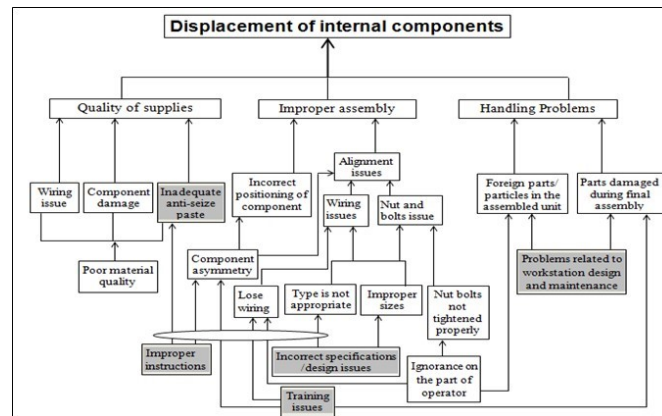 Displacement of internal components
Quality of supplies
Improper assembly
Handling Problems
Wiring
issue
Component
damage
Inadequate
anti-seize
paste
Incorrect
positioning of
component
Alignment
issues
Foreign parts/
particles in the
assembled unit
Parts damaged
during final
assembly
Wiring
issues
Nut and
bolts issue
Poor material
quality
Component
asymmetry
Lose
wiring
Type is not
appropriate
Improper
sizes
Nut bolts
not
tightened
properly
Problems related to
workstation design
and maintenance
Improper
instructions
Incorrect specifications
/design issues
Ignorance on
the part of
operator
Training
issues